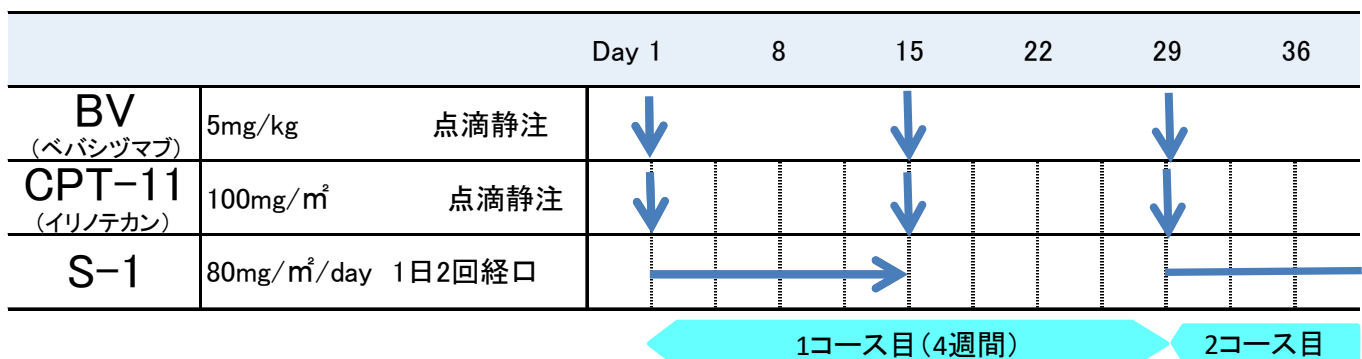 Day 1 8 15 22 29 36
BV 5mg/kg 点滴静注
(ベバシヅマブ)
CPT-11 100mg/㎡ 点滴静注
(イリノテカン)
S-1 80mg/㎡/day 1日2回経口
1コース目(4週間) 2コース目